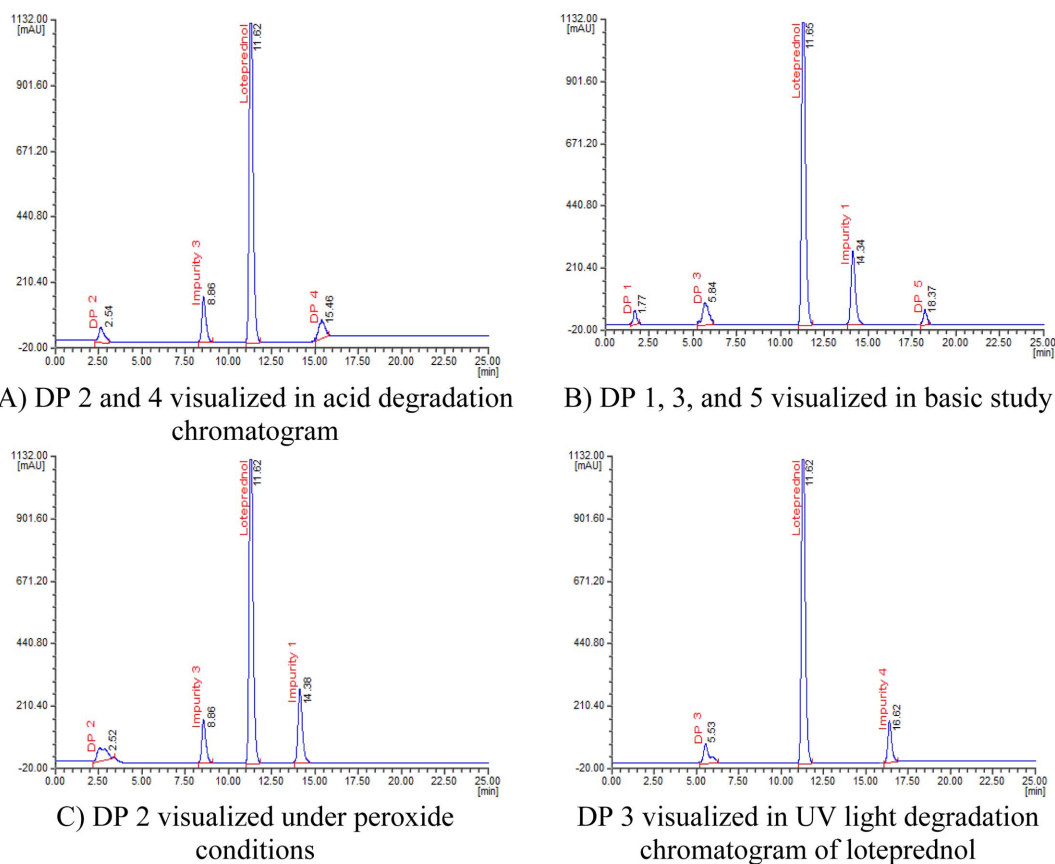 1132.00
[mAU]
901.60
671.20
440.80
210.40
-20.00
0.00 2.50 5.00 7.50 10.00 12.50 15.00 17.50 20.00 22.50 25.00
[min]
DP 2
2.54
Impurity 3
8.86
Loteprednol
11.62
DP 4
15.46
A) DP 2 and 4 visualized in acid degradation
chromatogram
1132.00
[mAU]
901.60
671.20
440.80
210.40
-20.00
0.00 2.50 5.00 7.50 10.00 12.50 15.00 17.50 20.00 22.50 25.00
[min]
DP 1
1.77
DP 3
5.84
Loteprednol
11.65
Impurity 1
14.34
DP 5
18.37
B) DP 1, 3, and 5 visualized in basic study
1132.00
[mAU]
901.60
671.20
440.80
210.40
-20.00
0.00 2.50 5.00 7.50 10.00 12.50 15.00 17.50 20.00 22.50 25.00
[min]
DP 2
2.52
Impurity 3
8.86
Loteprednol
11.62
Impurity 1
14.38
C) DP 2 visualized under peroxide
conditions
1132.00
[mAU]
901.60
671.20
440.80
210.40
-20.00
0.00 2.50 5.00 7.50 10.00 12.50 15.00 17.50 20.00 22.50 25.00
[min]
DP 3
5.53
Loteprednol
11.62
Impurity 4
16.62
DP 3 visualized in UV light degradation
chromatogram of loteprednol